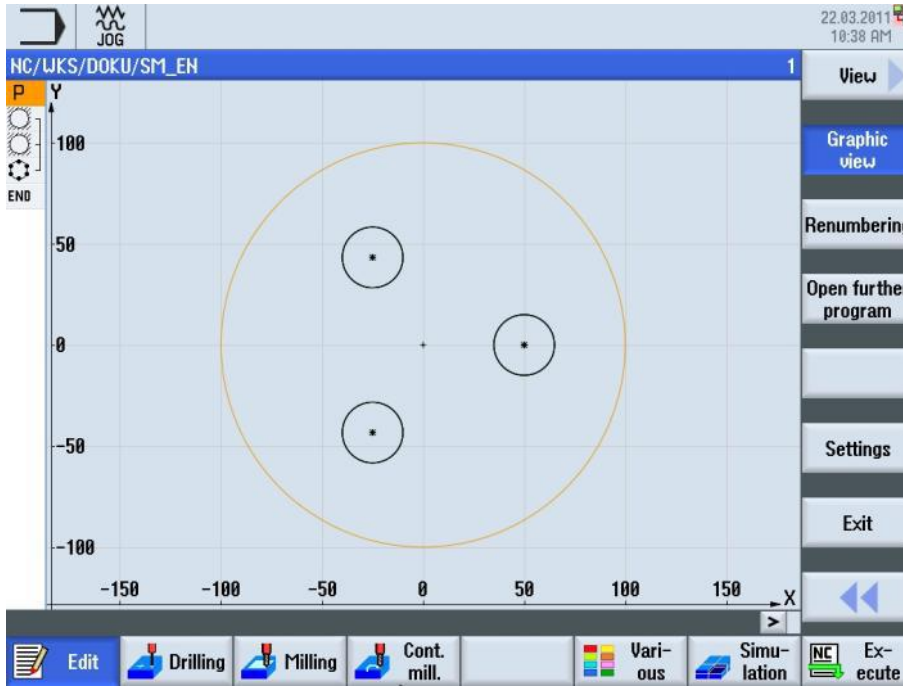 JOG
22.03.2011
10:38 AM
NC/WKS/DOKU/SM_EN 1
View
P
Y
END
100
50
0
-50
-100
-150 -100 -50 0 50 100 150 X
>
Graphic
view
Renumbering
Open further
program
Settings
Exit
Edit
Drilling
Milling
Cont.
mill.
Vari-
ous
Simu-
lation
NC
Ex-
ecute